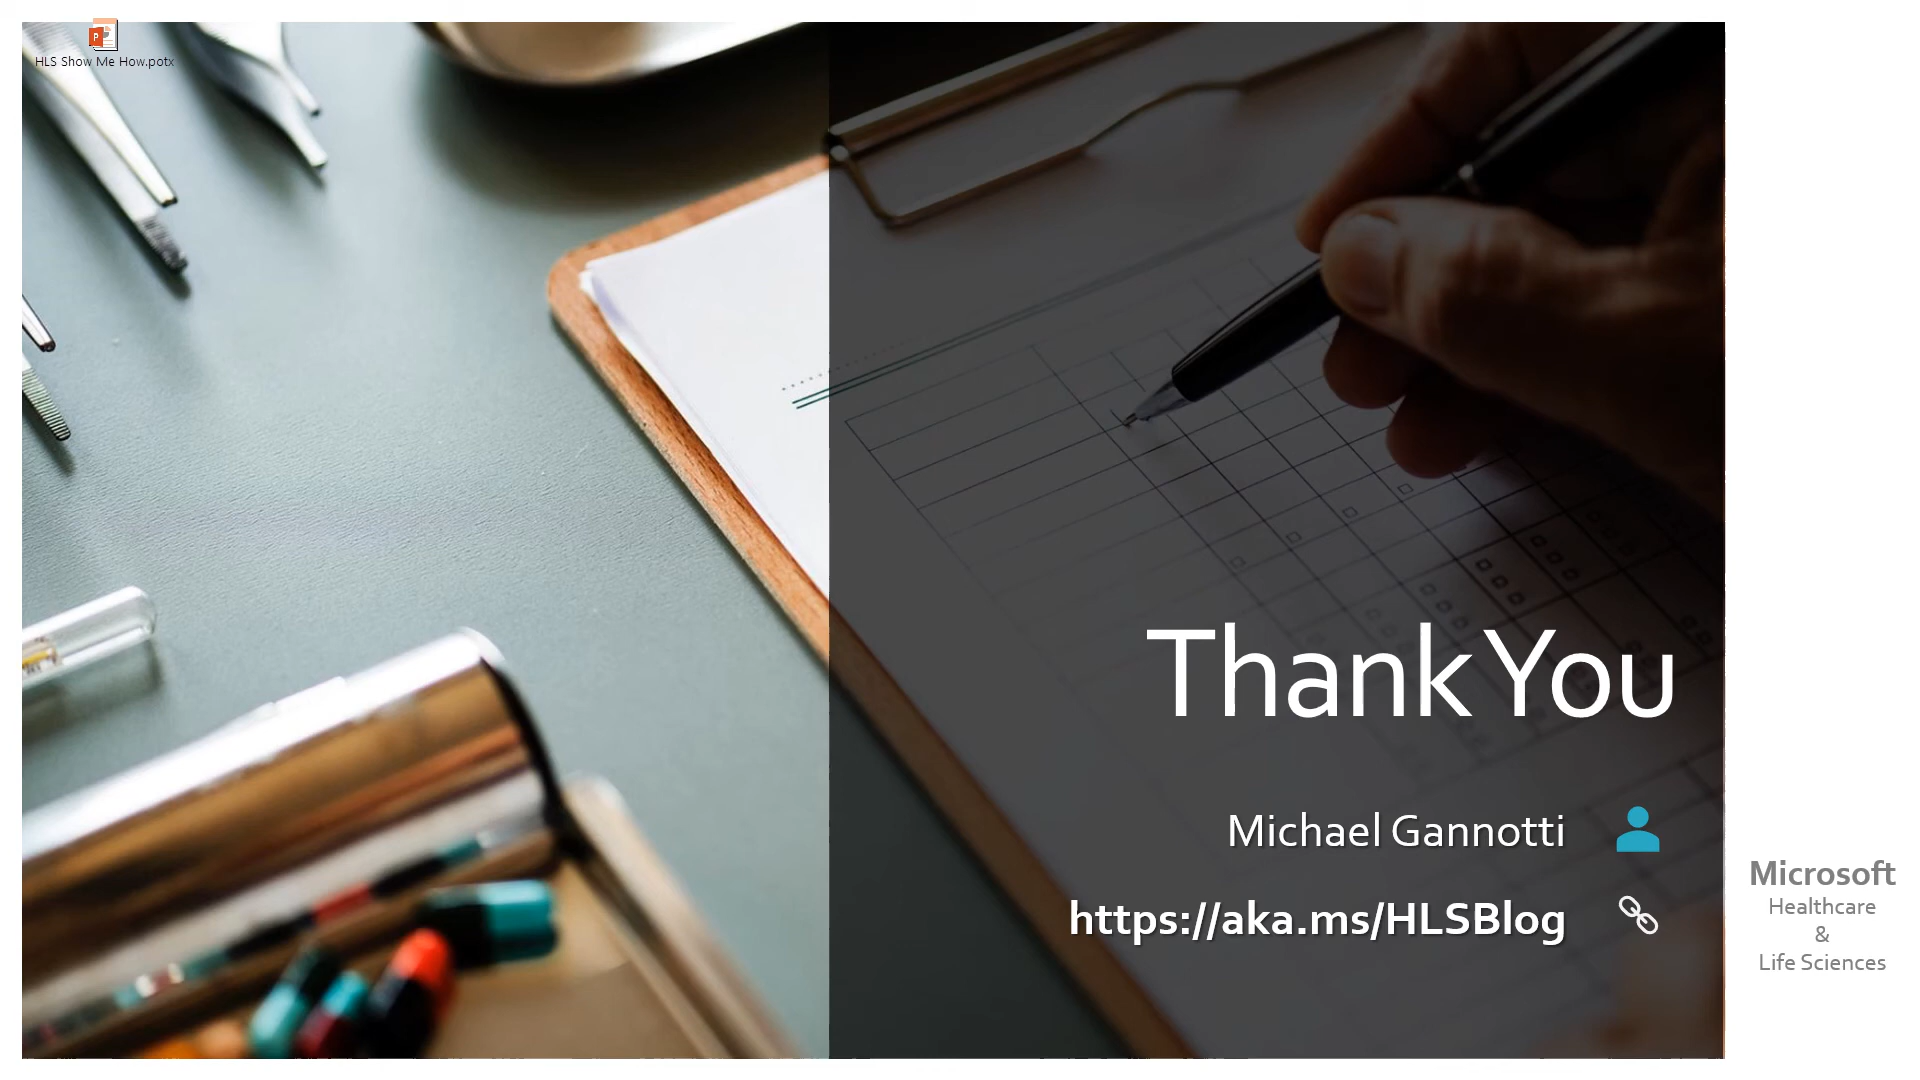 HLS Show Me How.potx
Thank You
Michael Gannotti
https://aka.ms/HLSBlog
Microsoft
Healthcare
&
Life Sciences